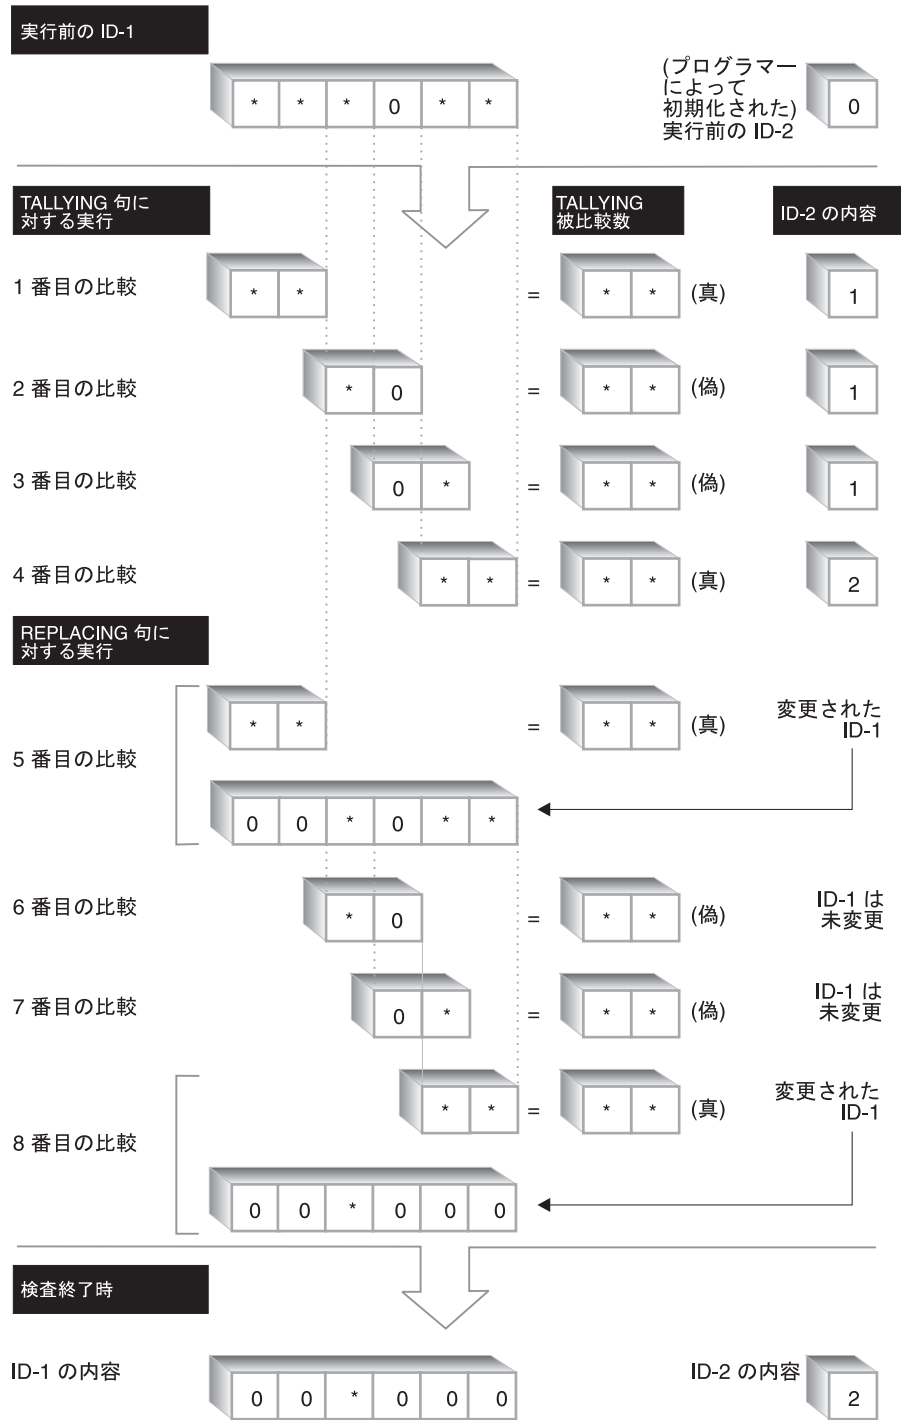 実行前の ID-1
* * * 0 * *
(プログラマー
によって
初期化された)
実行前の ID-2
0
TALLYING 句に
対する実行
TALLYING
被比較数
ID-2 の内容
1 番目の比較
* * = * * (真) 1
2 番目の比較
* 0 = * * (偽) 1
3 番目の比較
0 * = * * (偽) 1
4 番目の比較
* * = * * (真) 2
REPLACING 句に
対する実行
5 番目の比較
* * = * * (真)
変更された
ID-1
0 0 * 0 * *
6 番目の比較
* 0 = * * (偽)
ID-1 は
未変更
7 番目の比較
0 * = * * (偽)
ID-1 は
未変更
8 番目の比較
* * = * * (真)
変更された
ID-1
0 0 * 0 0 0
検査終了時
ID-1 の内容
0 0 * 0 0 0
ID-2 の内容
2